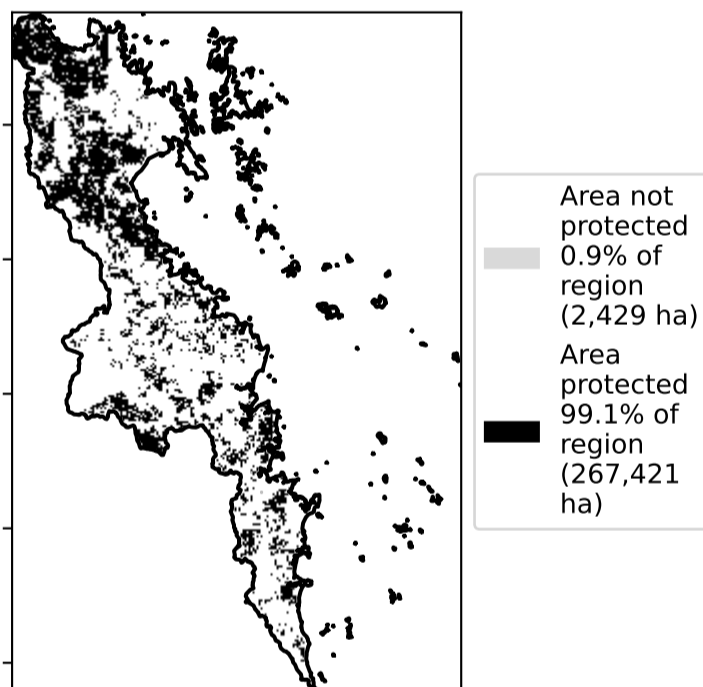 Area not
protected
0.9% of
region
(2,429 ha)
Area
protected
99.1% of
region
(267,421
ha)